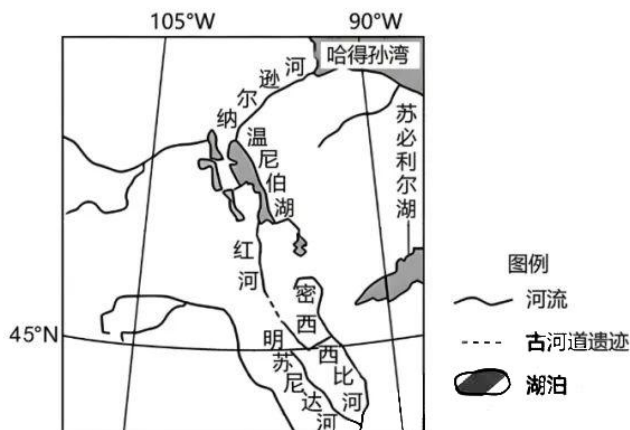 105°W
90°W
哈得孙湾
纳尔逊河
温尼伯湖
苏必利尔湖
红河
密西西比河
45°N
明
苏
尼
达
河
图例
河流
古河道遗迹
湖泊